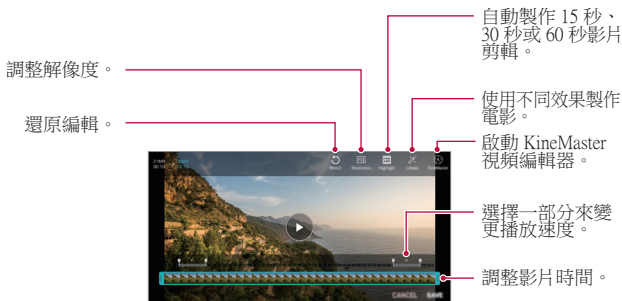 自動製作 15 秒、
30 秒或 60 秒影片
剪輯。
調整解像度。
使用不同效果製作
電影。
還原編輯。
啟動 KineMaster
視頻編輯器。
Revert
Resolution
Highlight
Library
KineMaster
選擇一部分來變
更播放速度。
調整影片時間。
CANCEL
SAVE